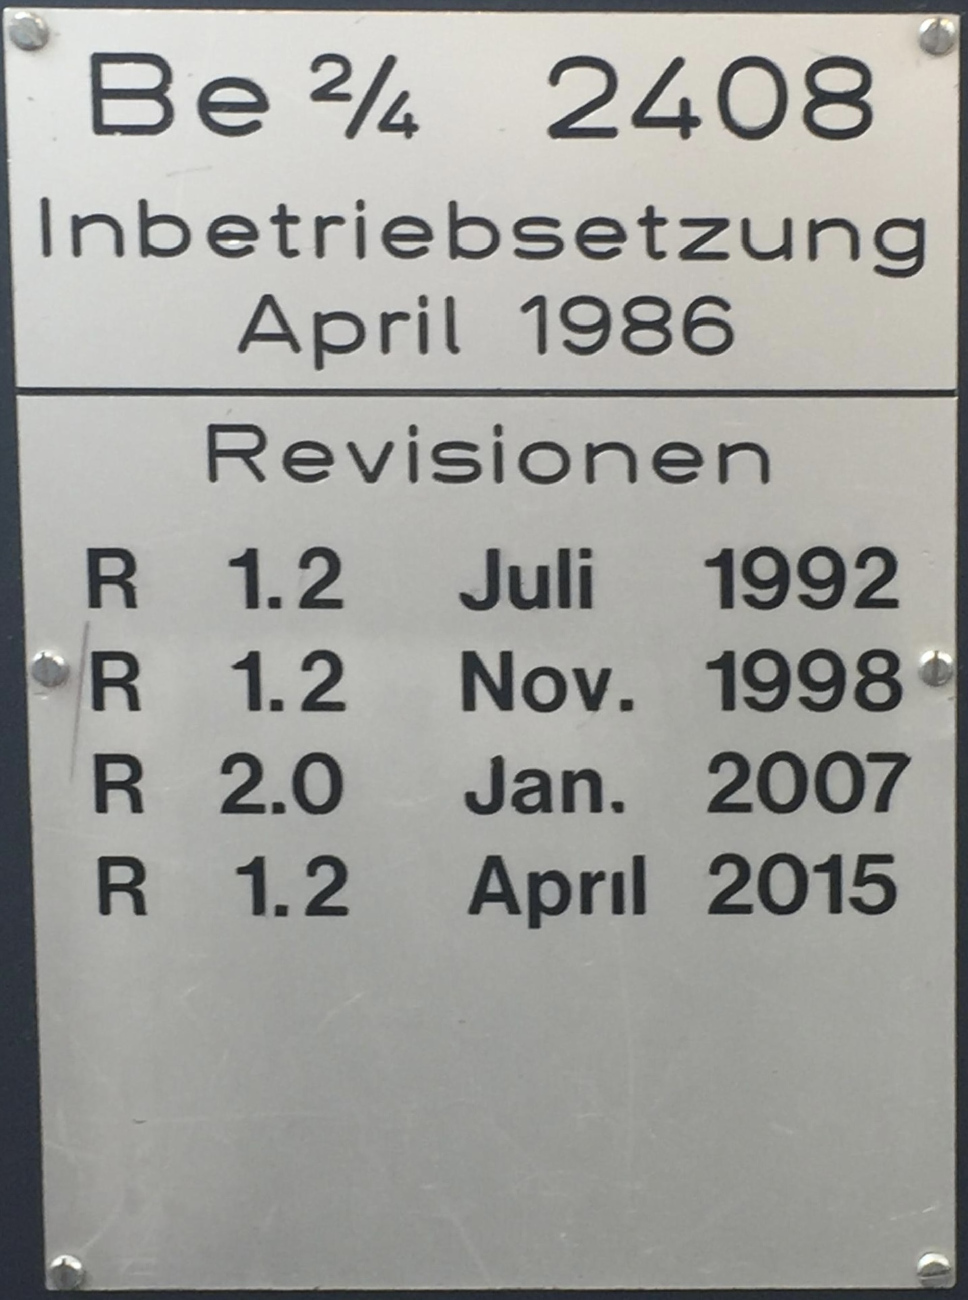 Be 2/4 2408
Inbetriebsetzung
April 1986
Revisionen
R 1.2 Juli 1992
R 1.2 Nov. 1998
R 2.0 Jan. 2007
R 1.2 April 2015